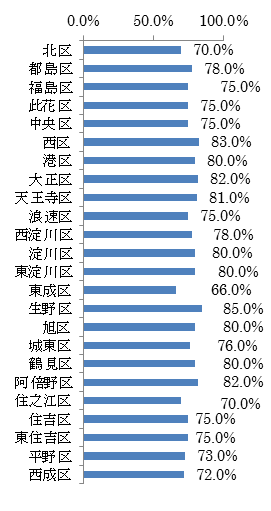 0.0% 50.0% 100.0%
北区 70.0%
都島区 78.0%
福島区 75.0%
此花区 75.0%
中央区 75.0%
西区 83.0%
港区 80.0%
大正区 82.0%
天王寺区 81.0%
浪速区 75.0%
西淀川区 78.0%
淀川区 80.0%
東淀川区 80.0%
東成区 66.0%
生野区 85.0%
旭区 80.0%
城東区 76.0%
鶴見区 80.0%
阿倍野区 82.0%
住之江区 70.0%
住吉区 75.0%
東住吉区 75.0%
平野区 73.0%
西成区 72.0%